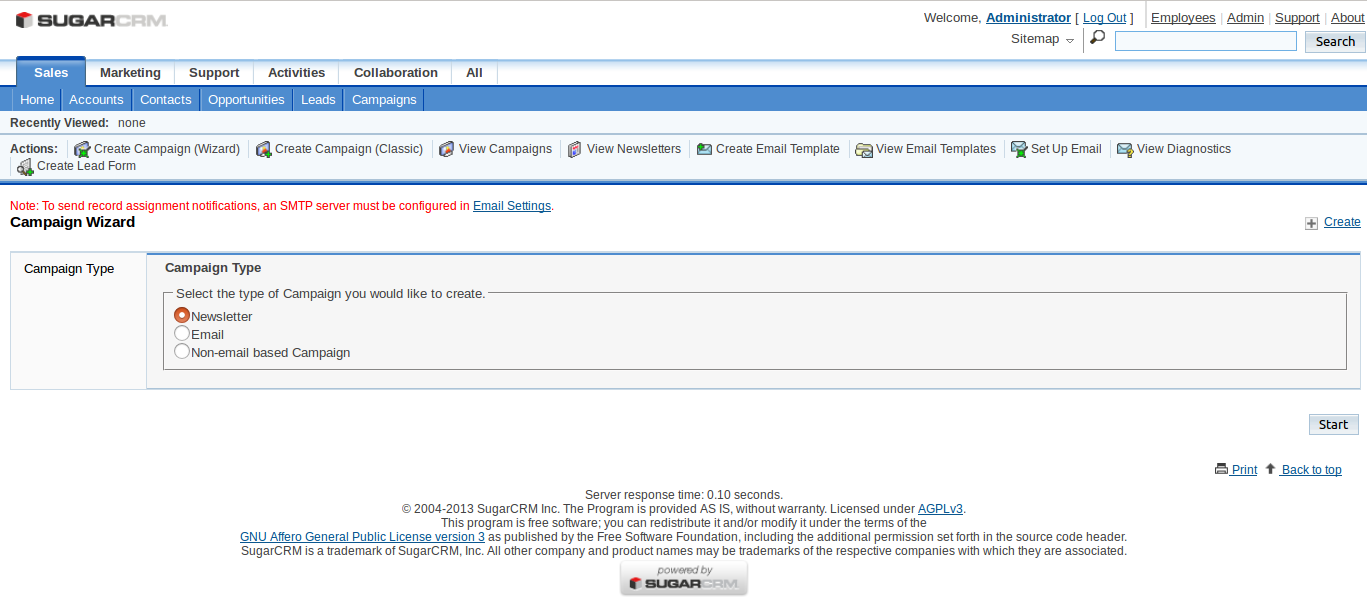 SUGARCRM
Welcome, Administrator [ Log Out ] Employees | Admin | Support | About
Sitemap Search
Sales Marketing Support Activities Collaboration All
Home Accounts Contacts Opportunities Leads Campaigns
Recently Viewed: none
Actions: Create Campaign (Wizard) Create Campaign (Classic) View Campaigns View Newsletters Create Email Template View Email Templates Set Up Email View Diagnostics
Create Lead Form
Note: To send record assignment notifications, an SMTP server must be configured in Email Settings.
Campaign Wizard Create
Campaign Type Campaign Type
Select the type of Campaign you would like to create.
Newsletter
Email
Non-email based Campaign
Start
Print Back to top
Server response time: 0.10 seconds.
© 2004-2013 SugarCRM Inc. The Program is provided AS IS, without warranty. Licensed under AGPLv3.
This program is free software; you can redistribute it and/or modify it under the terms of the
GNU Affero General Public License version 3 as published by the Free Software Foundation, including the additional permission set forth in the source code header.
SugarCRM is a trademark of SugarCRM, Inc. All other company and product names may be trademarks of the respective companies with which they are associated.
powered by
SUGARCRM